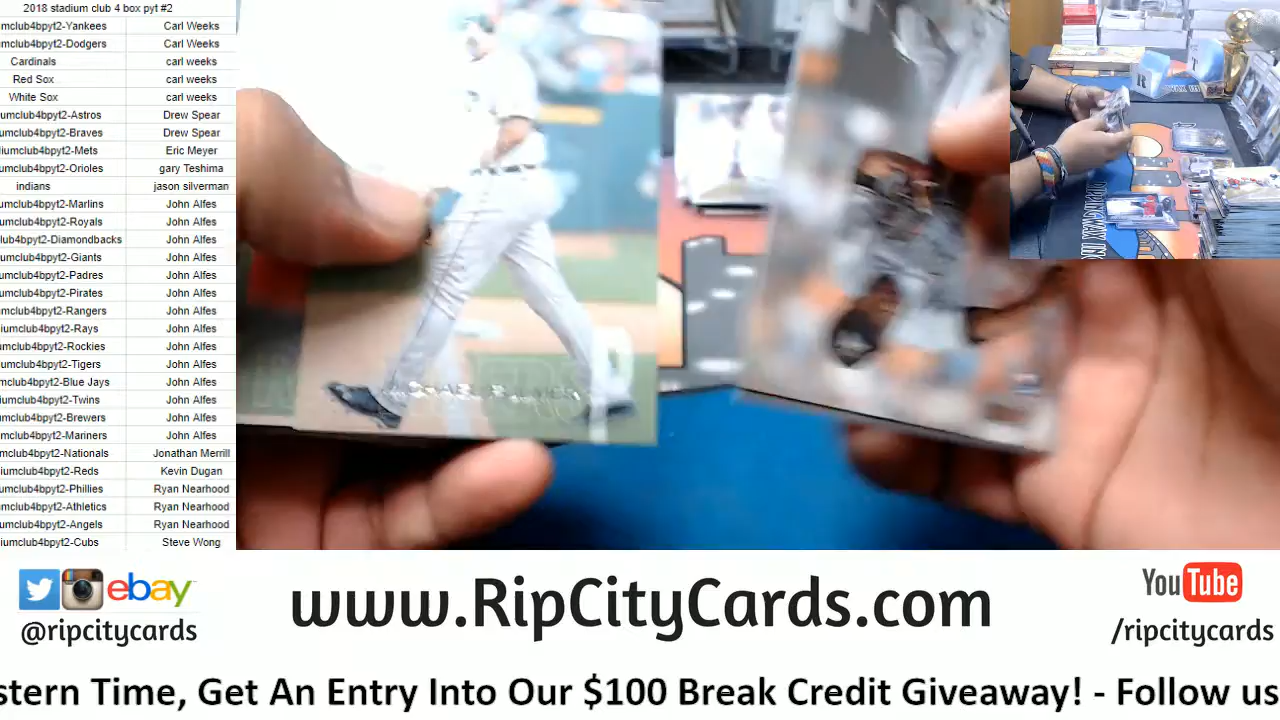 2018 stadium club 4 box pyt #2
umclub4bpyt2-Yankees Carl Weeks
umclub4bpyt2-Dodgers Carl Weeks
Cardinals carl weeks
Red Sox carl weeks
White Sox carl weeks
umclub4bpyt2-Astros Drew Spear
umclub4bpyt2-Braves Drew Spear
liumclub4bpyt2-Mets Eric Meyer
umclub4bpyt2-Orioles gary Teshima
indians jason silverman
umclub4bpyt2-Marlins John Alfes
umclub4bpyt2-Royals John Alfes
lub4bpyt2-Diamondbacks John Alfes
umclub4bpyt2-Giants John Alfes
umclub4bpyt2-Padres John Alfes
umclub4bpyt2-Pirates John Alfes
umclub4bpyt2-Rangers John Alfes
iumclub4bpyt2-Rays John Alfes
umclub4bpyt2-Rockies John Alfes
iumclub4bpyt2-Tigers John Alfes
mclub4bpyt2-Blue Jays John Alfes
iumclub4bpyt2-Twins John Alfes
umclub4bpyt2-Brewers John Alfes
umclub4bpyt2-Mariners John Alfes
mclub4bpyt2-Nationals Jonathan Merrill
iumclub4bpyt2-Reds Kevin Dugan
umclub4bpyt2-Phillies Ryan Nearhood
umclub4bpyt2-Athletics Ryan Nearhood
umclub4bpyt2-Angels Ryan Nearhood
iumclub4bpyt2-Cubs Steve Wong
R T
ebay
@ripcitycards
www.RipCityCards.com
YouTube
/ripcitycards
stern Time, Get An Entry Into Our $100 Break Credit Giveaway! - Follow us